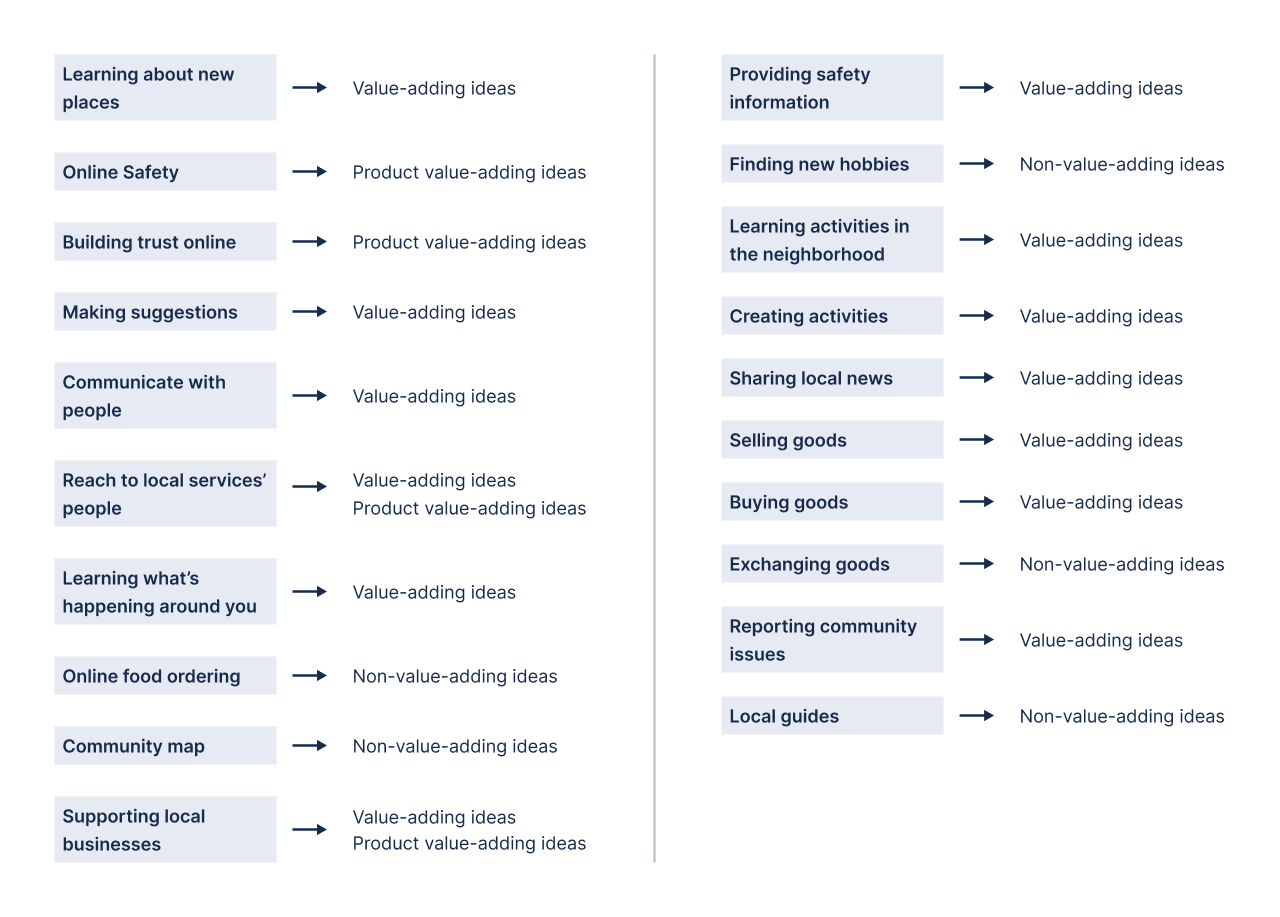 Learning about new
places
Value-adding ideas
Online Safety
Product value-adding ideas
Building trust online
Product value-adding ideas
Making suggestions
Value-adding ideas
Communicate with
people
Value-adding ideas
Reach to local services’
people
Value-adding ideas
Product value-adding ideas
Learning what’s
happening around you
Value-adding ideas
Online food ordering
Non-value-adding ideas
Community map
Non-value-adding ideas
Supporting local
businesses
Value-adding ideas
Product value-adding ideas
Providing safety
information
Value-adding ideas
Finding new hobbies
Non-value-adding ideas
Learning activities in
the neighborhood
Value-adding ideas
Creating activities
Value-adding ideas
Sharing local news
Value-adding ideas
Selling goods
Value-adding ideas
Buying goods
Value-adding ideas
Exchanging goods
Non-value-adding ideas
Reporting community
issues
Value-adding ideas
Local guides
Non-value-adding ideas